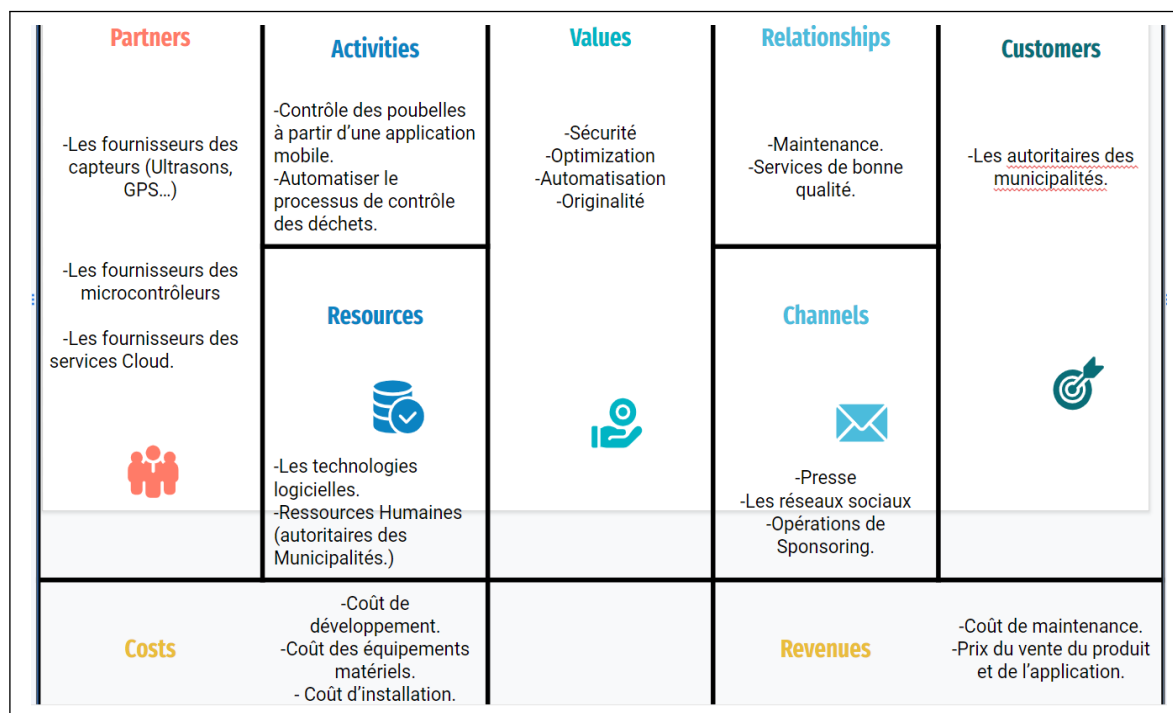 Partners
-Les fournisseurs des
capteurs (Ultrasons,
GPS...)
-Les fournisseurs des
microcontrôleurs
-Les fournisseurs des
services Cloud.
Activities
-Contrôle des poubelles
à partir d’une application
mobile.
-Automatiser le
processus de contrôle
des déchets.
Resources
-Les technologies
logicielles.
-Ressources Humaines
(autoritaires des
Municipalités.)
Values
-Sécurité
-Optimization
-Automatisation
-Originalité
Relationships
-Maintenance.
-Services de bonne
qualité.
Channels
-Presse
-Les réseaux sociaux
-Opérations de
Sponsoring.
Customers
-Les autoritaires des
municipalités.
Costs
-Coût de
développement.
-Coût des équipements
matériels.
- Coût d’installation.
Revenues
-Coût de maintenance.
-Prix du vente du produit
et de l’application.